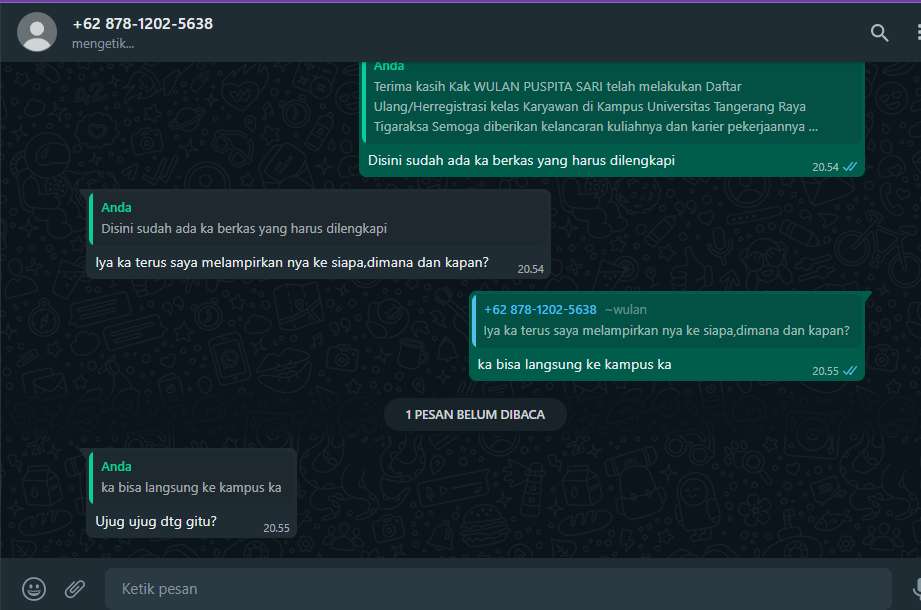 +62 878-1202-5638
mengetik...
Anda
Terima kasih Kak WULAN PUSPITA SARI telah melakukan Daftar
Ulang/Herregistrasi kelas Karyawan di Kampus Universitas Tangerang Raya
Tigaraksa Semoga diberikan kelancaran kuliahnya dan karier pekerjaannya ...
Disini sudah ada ka berkas yang harus dilengkapi
20.54
Anda
Disini sudah ada ka berkas yang harus dilengkapi
Iya ka terus saya melampirkan nya ke siapa,dimana dan kapan?
20.54
+62 878-1202-5638 ~wulan
Iya ka terus saya melampirkan nya ke siapa,dimana dan kapan?
ka bisa langsung ke kampus ka
20.55
1 PESAN BELUM DIBACA
Anda
ka bisa langsung ke kampus ka
Ujug ujug dtg gitu?
20.55
Ketik pesan